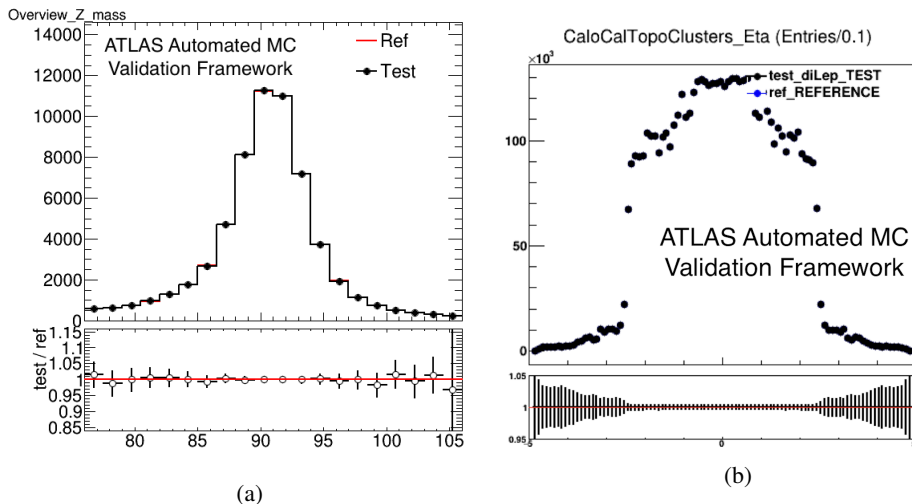 Overview_Z_mass
ATLAS Automated MC
Validation Framework
Ref
Test
14000
12000
10000
8000
6000
4000
2000
0
test / ref
1.15
1.1
1.05
1
0.95
0.9
0.85
80 85 90 95 100 105
(a)
CaloCalTopoClusters_Eta (Entries/0.1)
×10³
test_diLep_TEST
ref_REFERENCE
100
50
0
ATLAS Automated MC
Validation Framework
1.05
1
0.95
-5 0
(b)